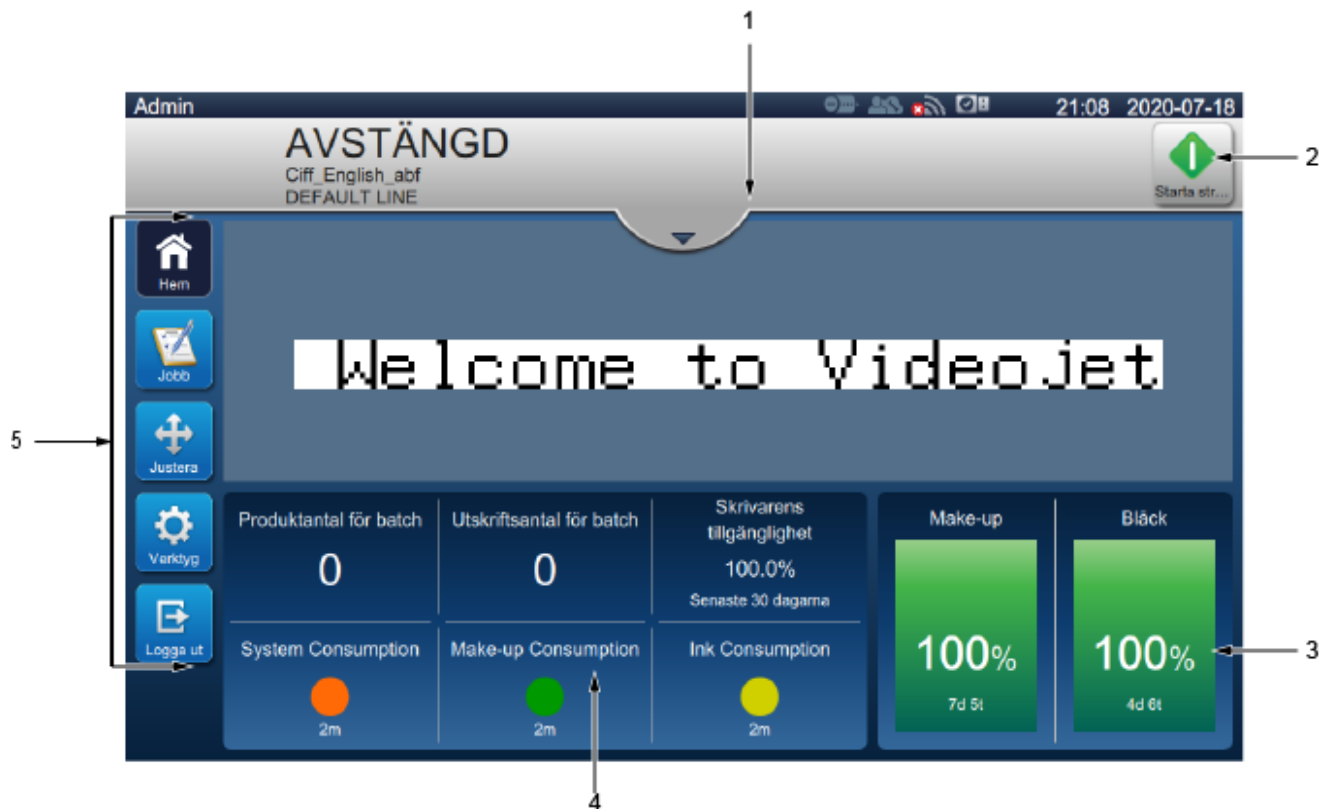 1
Admin
21:08 2020-07-18
AVSTÄNGD
Ciff_English_abf
DEFAULT LINE
Starta str...
2
Hem
Jobb
Justera
Verktyg
Logga ut
5
Welcome to Videojet
Produktantal för batch
0
Utskriftsantal för batch
0
Skrivarens
tillgänglighet
100.0%
Senaste 30 dagarna
System Consumption
2m
Make-up Consumption
2m
Ink Consumption
2m
Make-up
100%
7d 5t
Bläck
100%
4d 6t
3
4